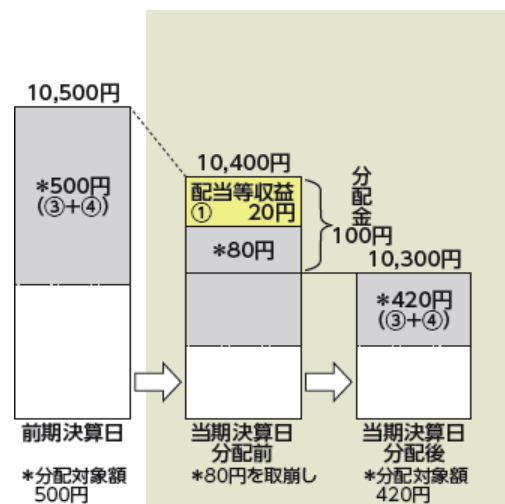 10,500円
*500円
(③+④)
10,400円
配当等収益
① 20円
*80円
分配金
100円
10,300円
*420円
(③+④)
前期決算日
*分配対象額
500円
当期決算日
分配前
*80円を取崩し
当期決算日
分配後
*分配対象額
420円